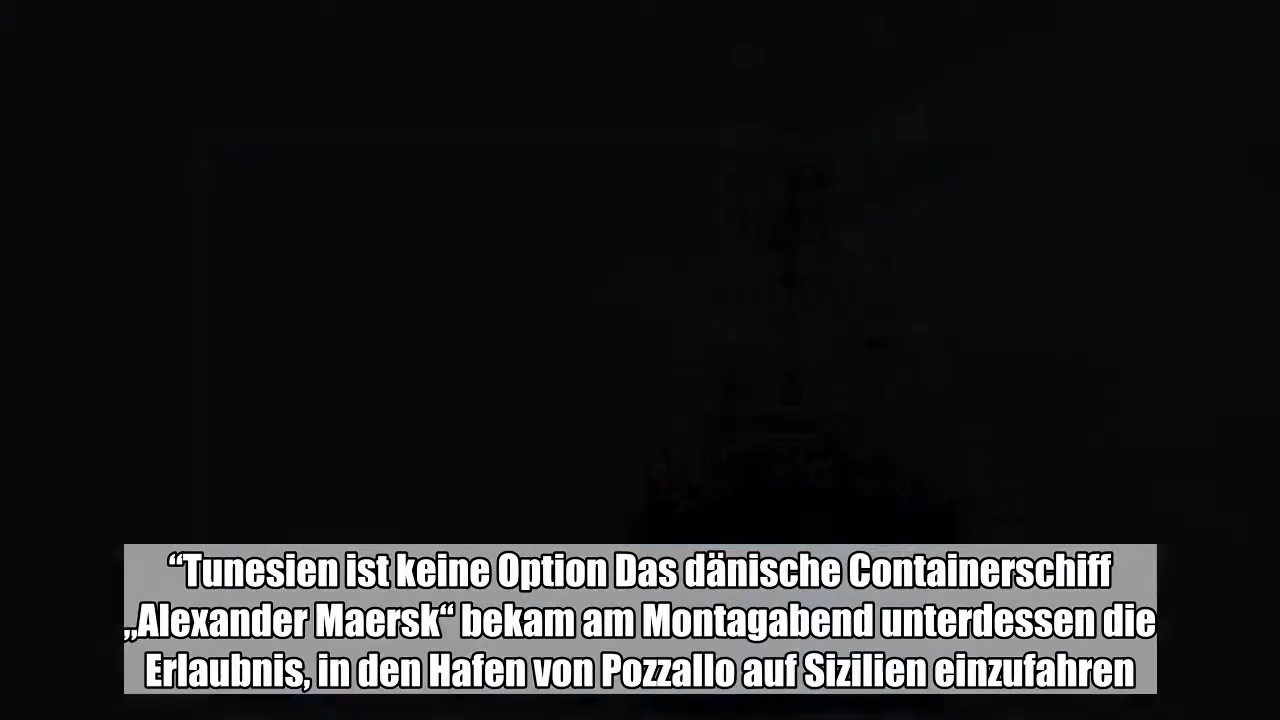 “Tunesien ist keine Option Das dänische Containerschiff
„Alexander Maersk“ bekam am Montagabend unterdessen die
Erlaubnis, in den Hafen von Pozzallo auf Sizilien einzufahren